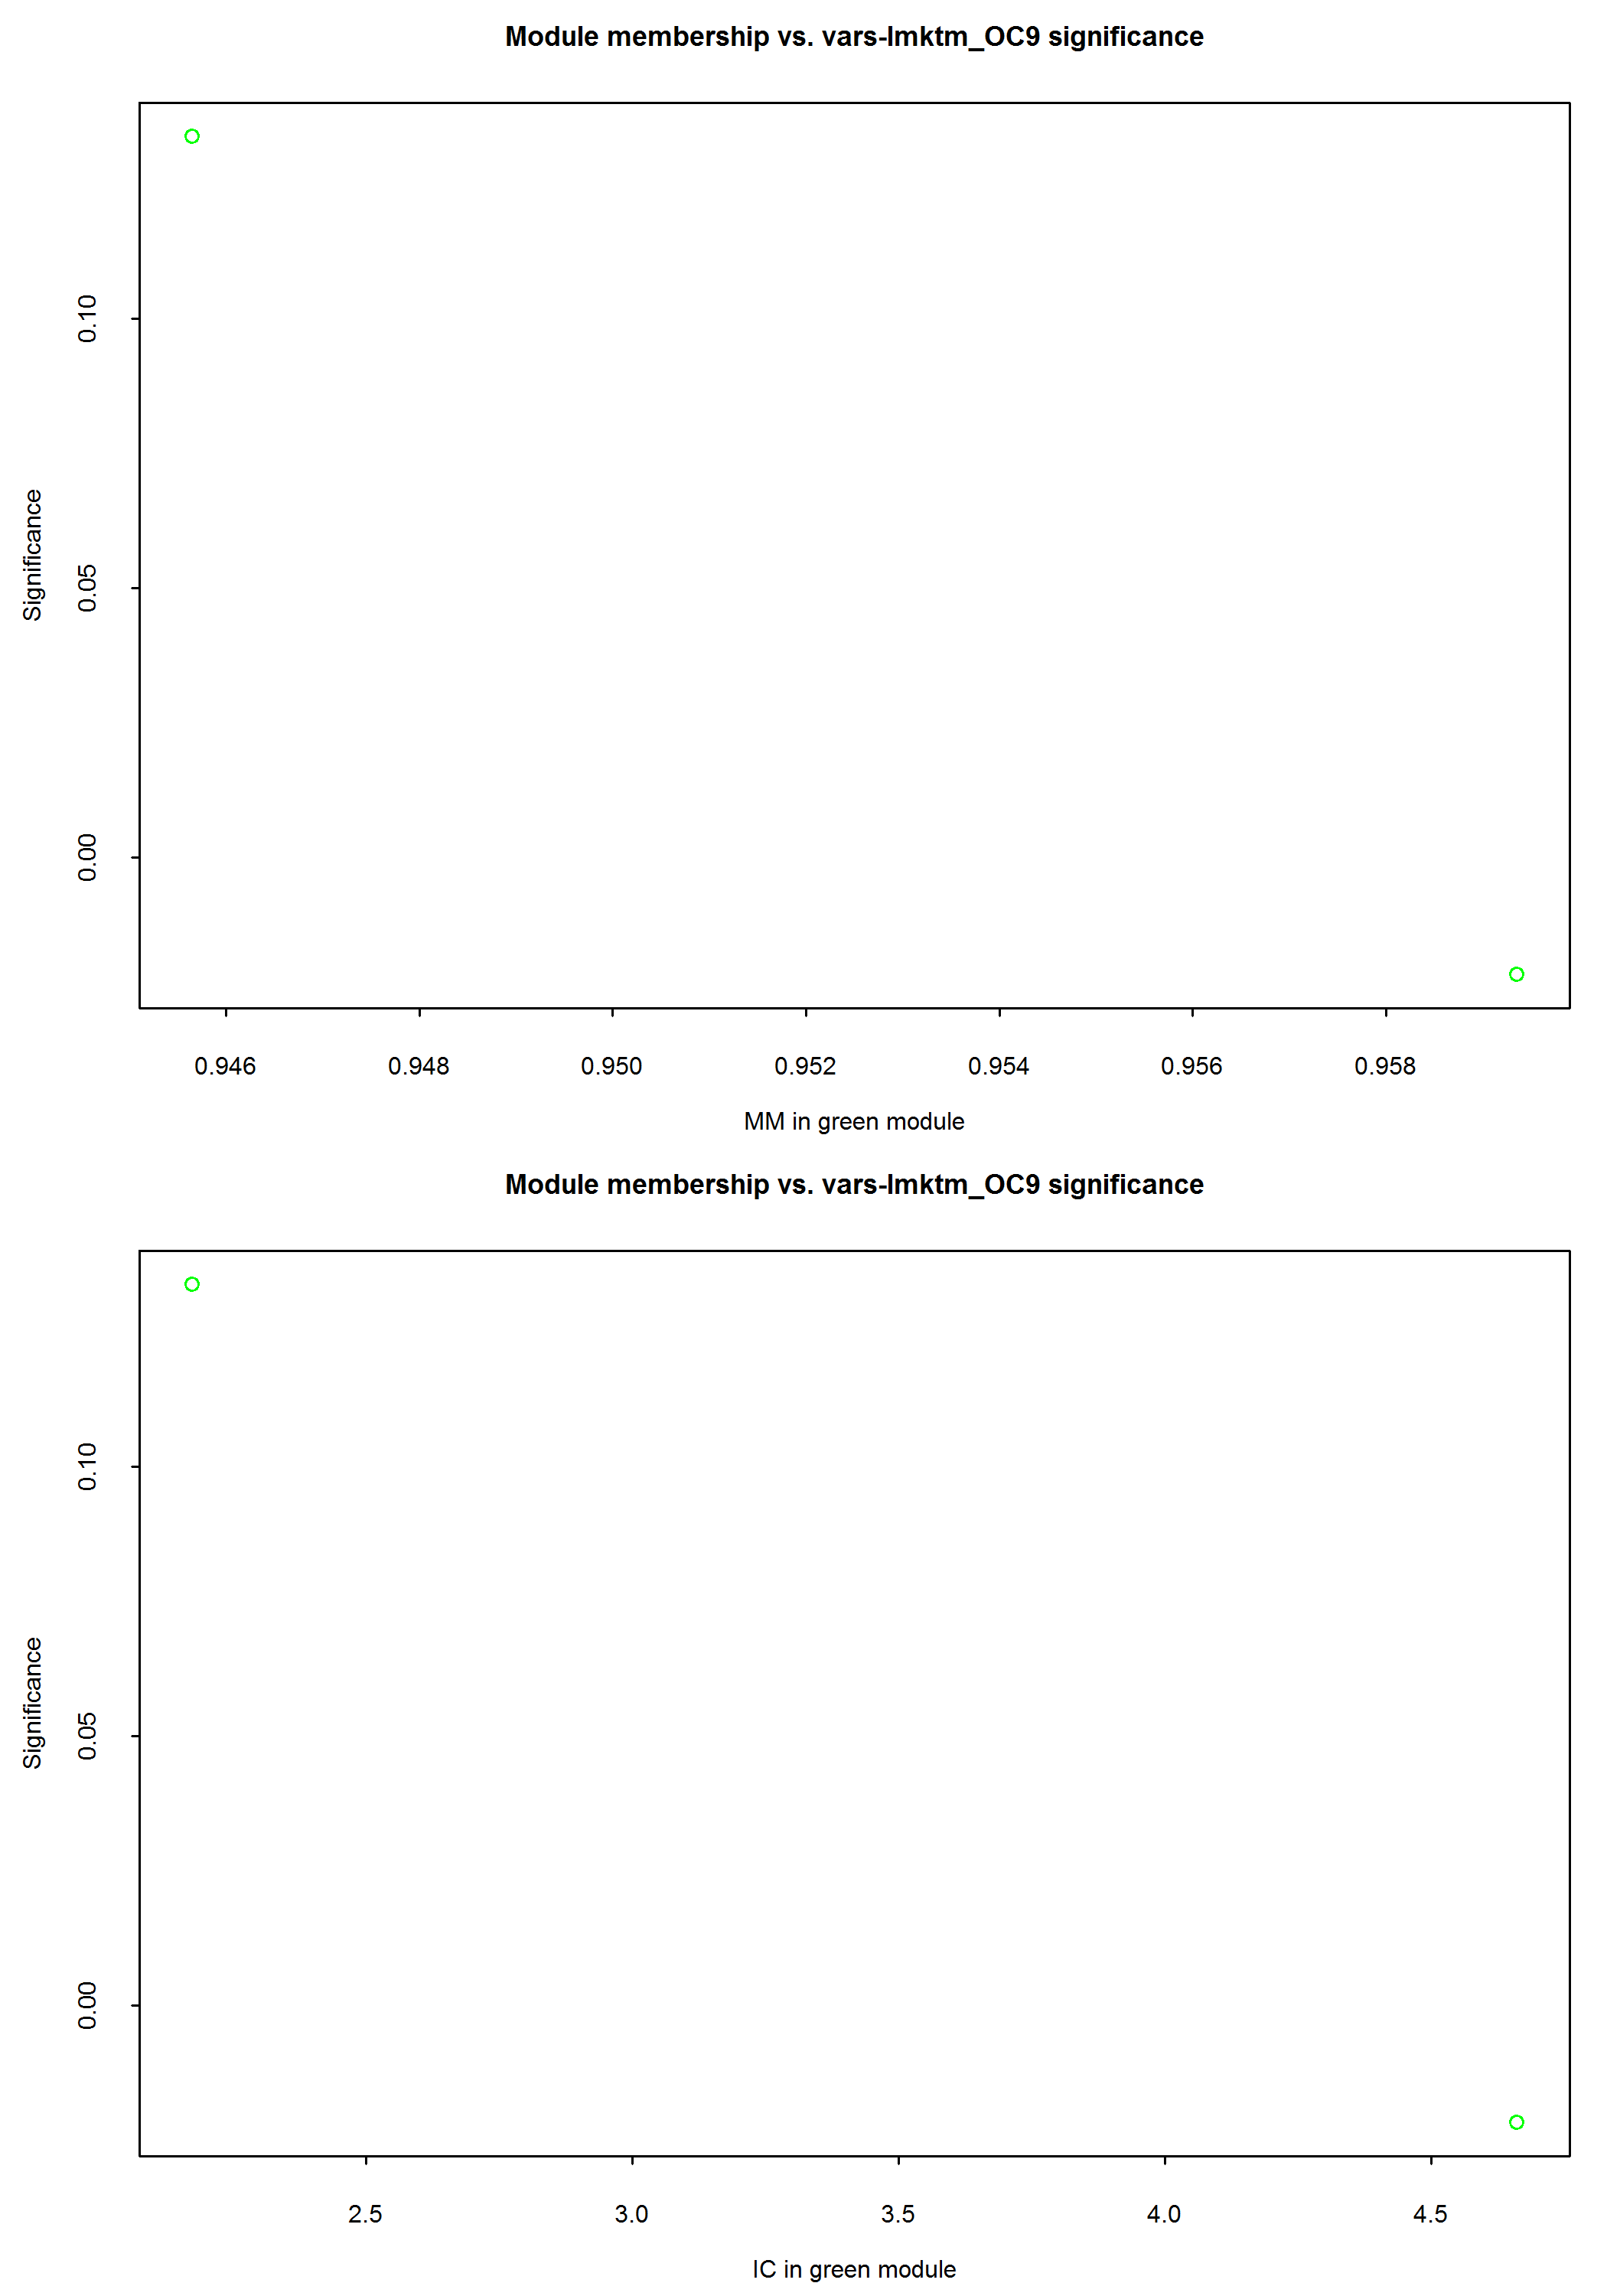 Module membership vs. vars-lmktm_OC9 significance
Significance
0.10
0.05
0.00
0.946 0.948 0.950 0.952 0.954 0.956 0.958
MM in green module
Module membership vs. vars-lmktm_OC9 significance
Significance
0.10
0.05
0.00
2.5 3.0 3.5 4.0 4.5
IC in green module